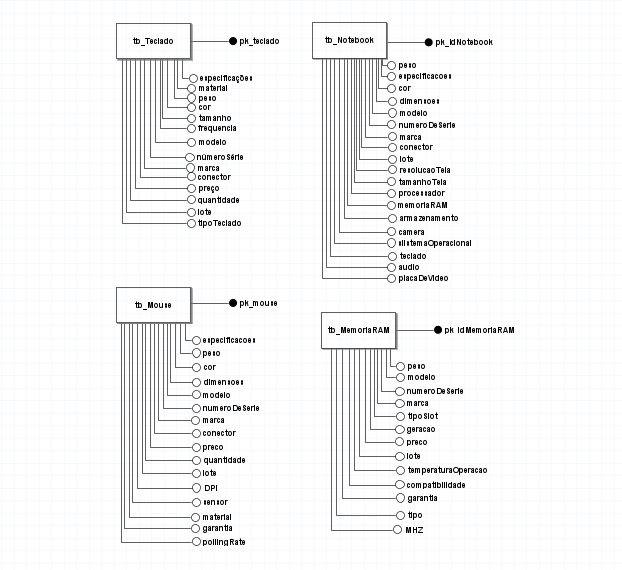 tb_Teclado
pk_teclado
especificações
material
peso
cor
tamanho
frequencia
modelo
númeroSérie
marca
conector
preço
quantidade
lote
tipoTeclado
tb_Notebook
pk_idNotebook
peso
especificacoes
cor
dimensoes
modelo
numeroDeSerie
marca
conector
lote
resolucaoTela
tamanhoTela
processador
memoriaRAM
armazenamento
camera
sistemaOperacional
teclado
audio
placaDeVideo
tb_Mouse
pk_mouse
especificacoes
peso
cor
dimensoes
modelo
numeroDeSerie
marca
conector
preco
quantidade
lote
DPI
sensor
material
garantia
pollingRate
tb_MemoriaRAM
pk_idMemoriaRAM
peso
modelo
numeroDeSerie
marca
tipoSlot
geracao
preco
lote
temperaturaOperacao
compatibilidade
garantia
tipo
MHZ